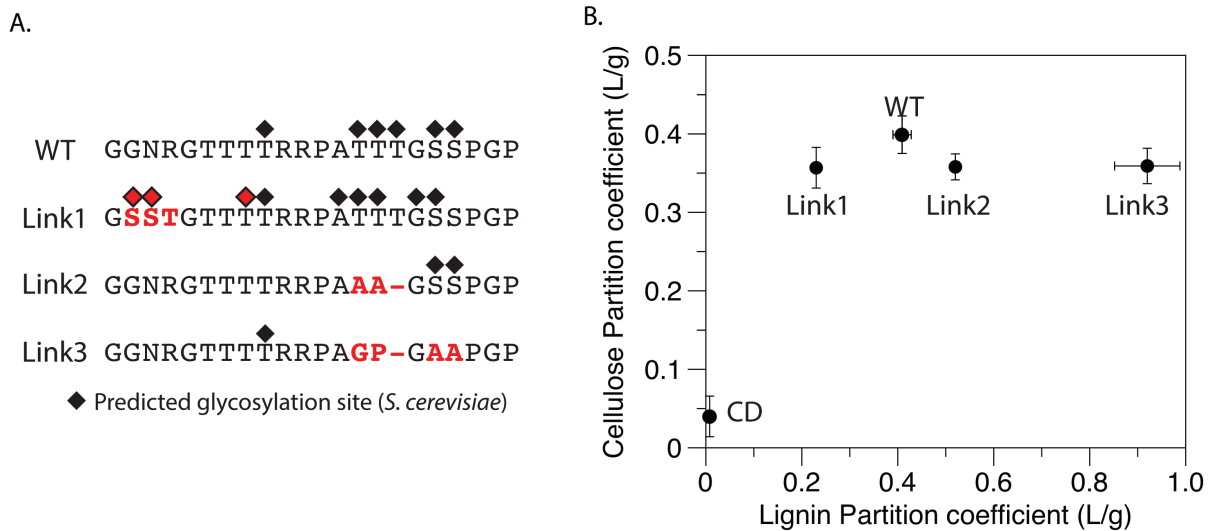 A.
WT GGNRGTTTTRRPATTTGSSPGP
Link1 GSSTGTTTTRRPATTTGSSPGP
Link2 GGNRGTTTTRRPAAA–GSSPGP
Link3 GGNRGTTTTRRPAGP–GAAPGP
Predicted glycosylation site (S. cerevisiae)
B.
Cellulose Partition coefficient (L/g)
0.5
0.4
0.3
0.2
0.1
0
WT
Link1
Link2
Link3
CD
0 0.2 0.4 0.6 0.8 1.0
Lignin Partition coefficient (L/g)